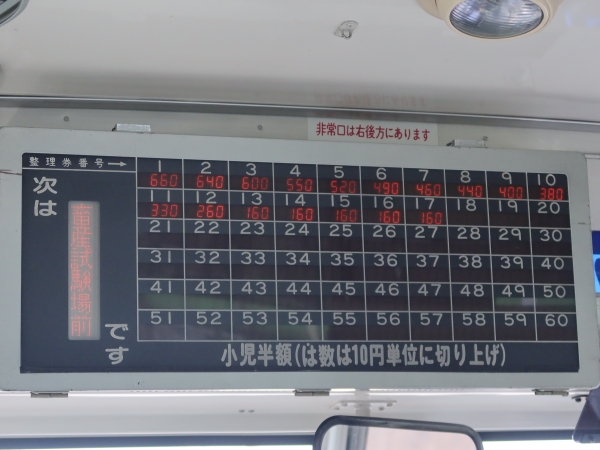 非常口は右後方にあります
整理券番号→
1 2 3 4 5 6 7 8 9 10
660 640 600 550 520 490 460 440 400 380
11 12 13 14 15 16 17 18 19 20
330 260 160 160 160 160 160
21 22 23 24 25 26 27 28 29 30
31 32 33 34 35 36 37 38 39 40
41 42 43 44 45 46 47 48 49 50
51 52 53 54 55 56 57 58 59 60
次は
畜産試験場前
です
小児半額(は数は10円単位に切り上げ)